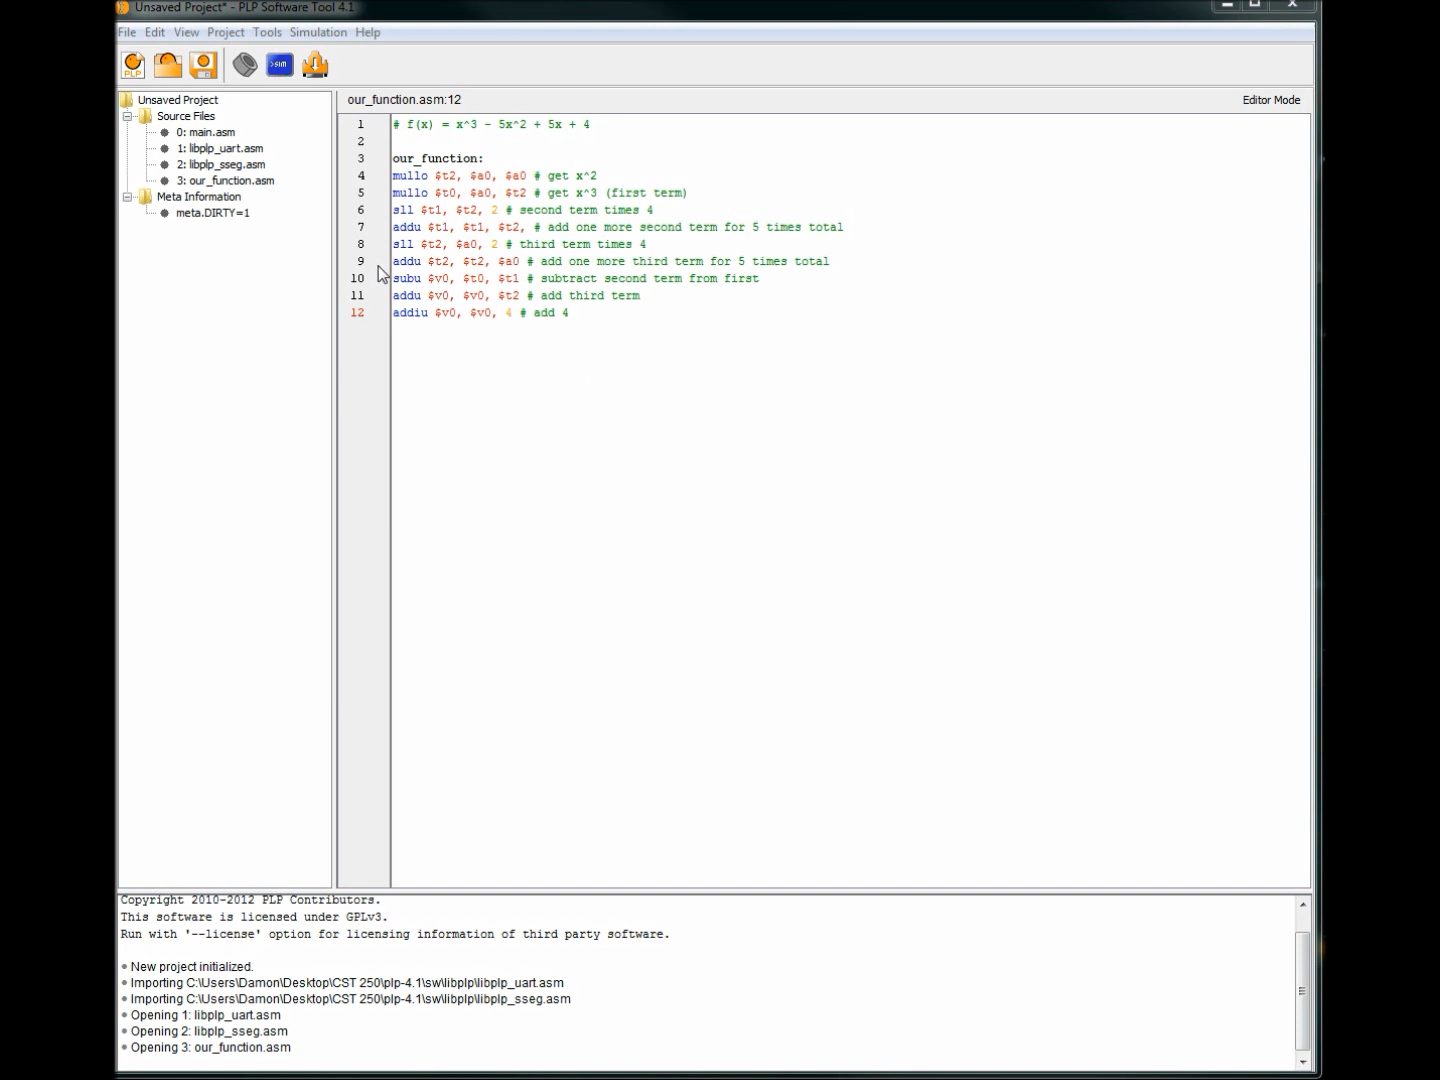 Unsaved Project* - PLP Software Tool 4.1
File Edit View Project Tools Simulation Help
PLP >sim
Unsaved Project
Source Files
0: main.asm
1: libplp_uart.asm
2: libplp_sseg.asm
3: our_function.asm
Meta Information
meta.DIRTY=1
our_function.asm:12 Editor Mode
1 # f(x) = x^3 - 5x^2 + 5x + 4
2
3 our_function:
4 mullo $t2, $a0, $a0 # get x^2
5 mullo $t0, $a0, $t2 # get x^3 (first term)
6 sll $t1, $t2, 2 # second term times 4
7 addu $t1, $t1, $t2, # add one more second term for 5 times total
8 sll $t2, $a0, 2 # third term times 4
9 addu $t2, $t2, $a0 # add one more third term for 5 times total
10 subu $v0, $t0, $t1 # subtract second term from first
11 addu $v0, $v0, $t2 # add third term
12 addiu $v0, $v0, 4 # add 4
Copyright 2010-2012 PLP Contributors.
This software is licensed under GPLv3.
Run with '--license' option for licensing information of third party software.
New project initialized.
Importing C:\Users\Damon\Desktop\CST 250\plp-4.1\sw\libplp\libplp_uart.asm
Importing C:\Users\Damon\Desktop\CST 250\plp-4.1\sw\libplp\libplp_sseg.asm
Opening 1: libplp_uart.asm
Opening 2: libplp_sseg.asm
Opening 3: our_function.asm